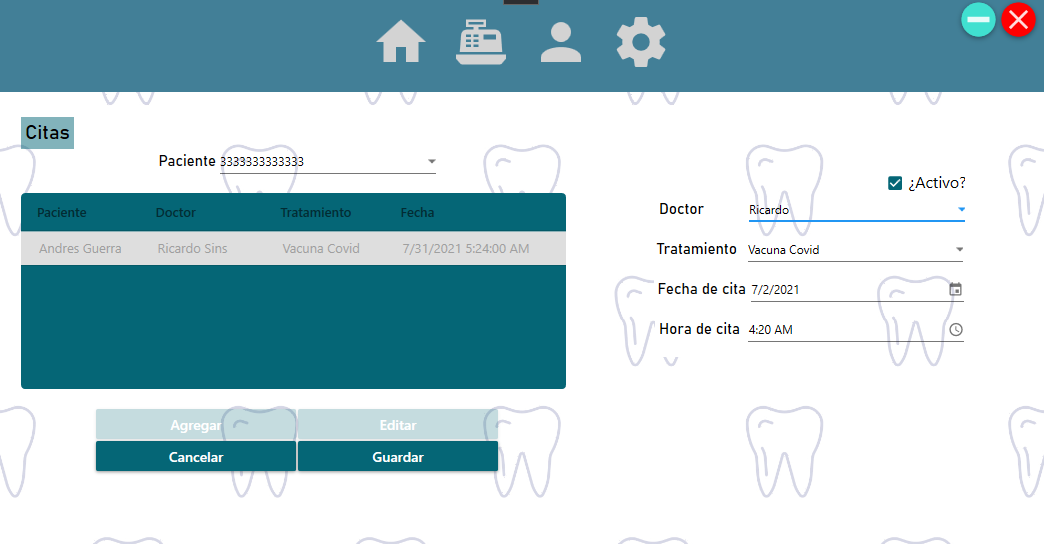 Citas
Paciente 3333333333333
¿Activo?
Paciente Doctor Tratamiento Fecha
Andres Guerra Ricardo Sins Vacuna Covid 7/31/2021 5:24:00 AM
Doctor Ricardo
Tratamiento Vacuna Covid
Fecha de cita 7/2/2021
Hora de cita 4:20 AM
Agregar Editar
Cancelar Guardar